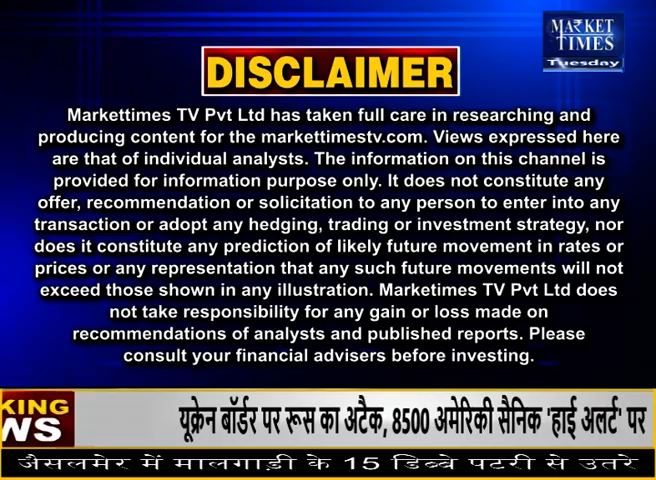 MARKET
TIMES
Tuesday
DISCLAIMER
Markettimes TV Pvt Ltd has taken full care in researching and
producing content for the markettimestv.com. Views expressed here
are that of individual analysts. The information on this channel is
provided for information purpose only. It does not constitute any
offer, recommendation or solicitation to any person to enter into any
transaction or adopt any hedging, trading or investment strategy, nor
does it constitute any prediction of likely future movement in rates or
prices or any representation that any such future movements will not
exceed those shown in any illustration. Marketimes TV Pvt Ltd does
not take responsibility for any gain or loss made on
recommendations of analysts and published reports. Please
consult your financial advisers before investing.
KING
WS
यूक्रेन बॉर्डर पर रूस का अटैक, 8500 अमेरिकी सैनिक 'हाई अलर्ट' पर
जैसलमेर में मालगाड़ी के 15 डिब्बे पटरी से उतरे